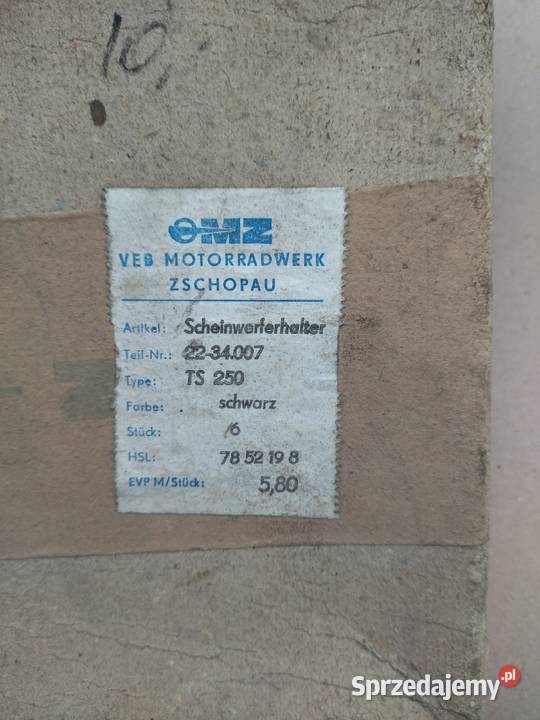 10,
MZ
VEB MOTORRADWERK
ZSCHOPAU
Artikel: Scheinwerferhalter
Teil-Nr.: 22-34.007
Type: TS 250
Farbe: schwarz
Stück: 6
HSL: 78 52 19 8
EVP M/Stück: 5,80
Sprzedajemy.pl